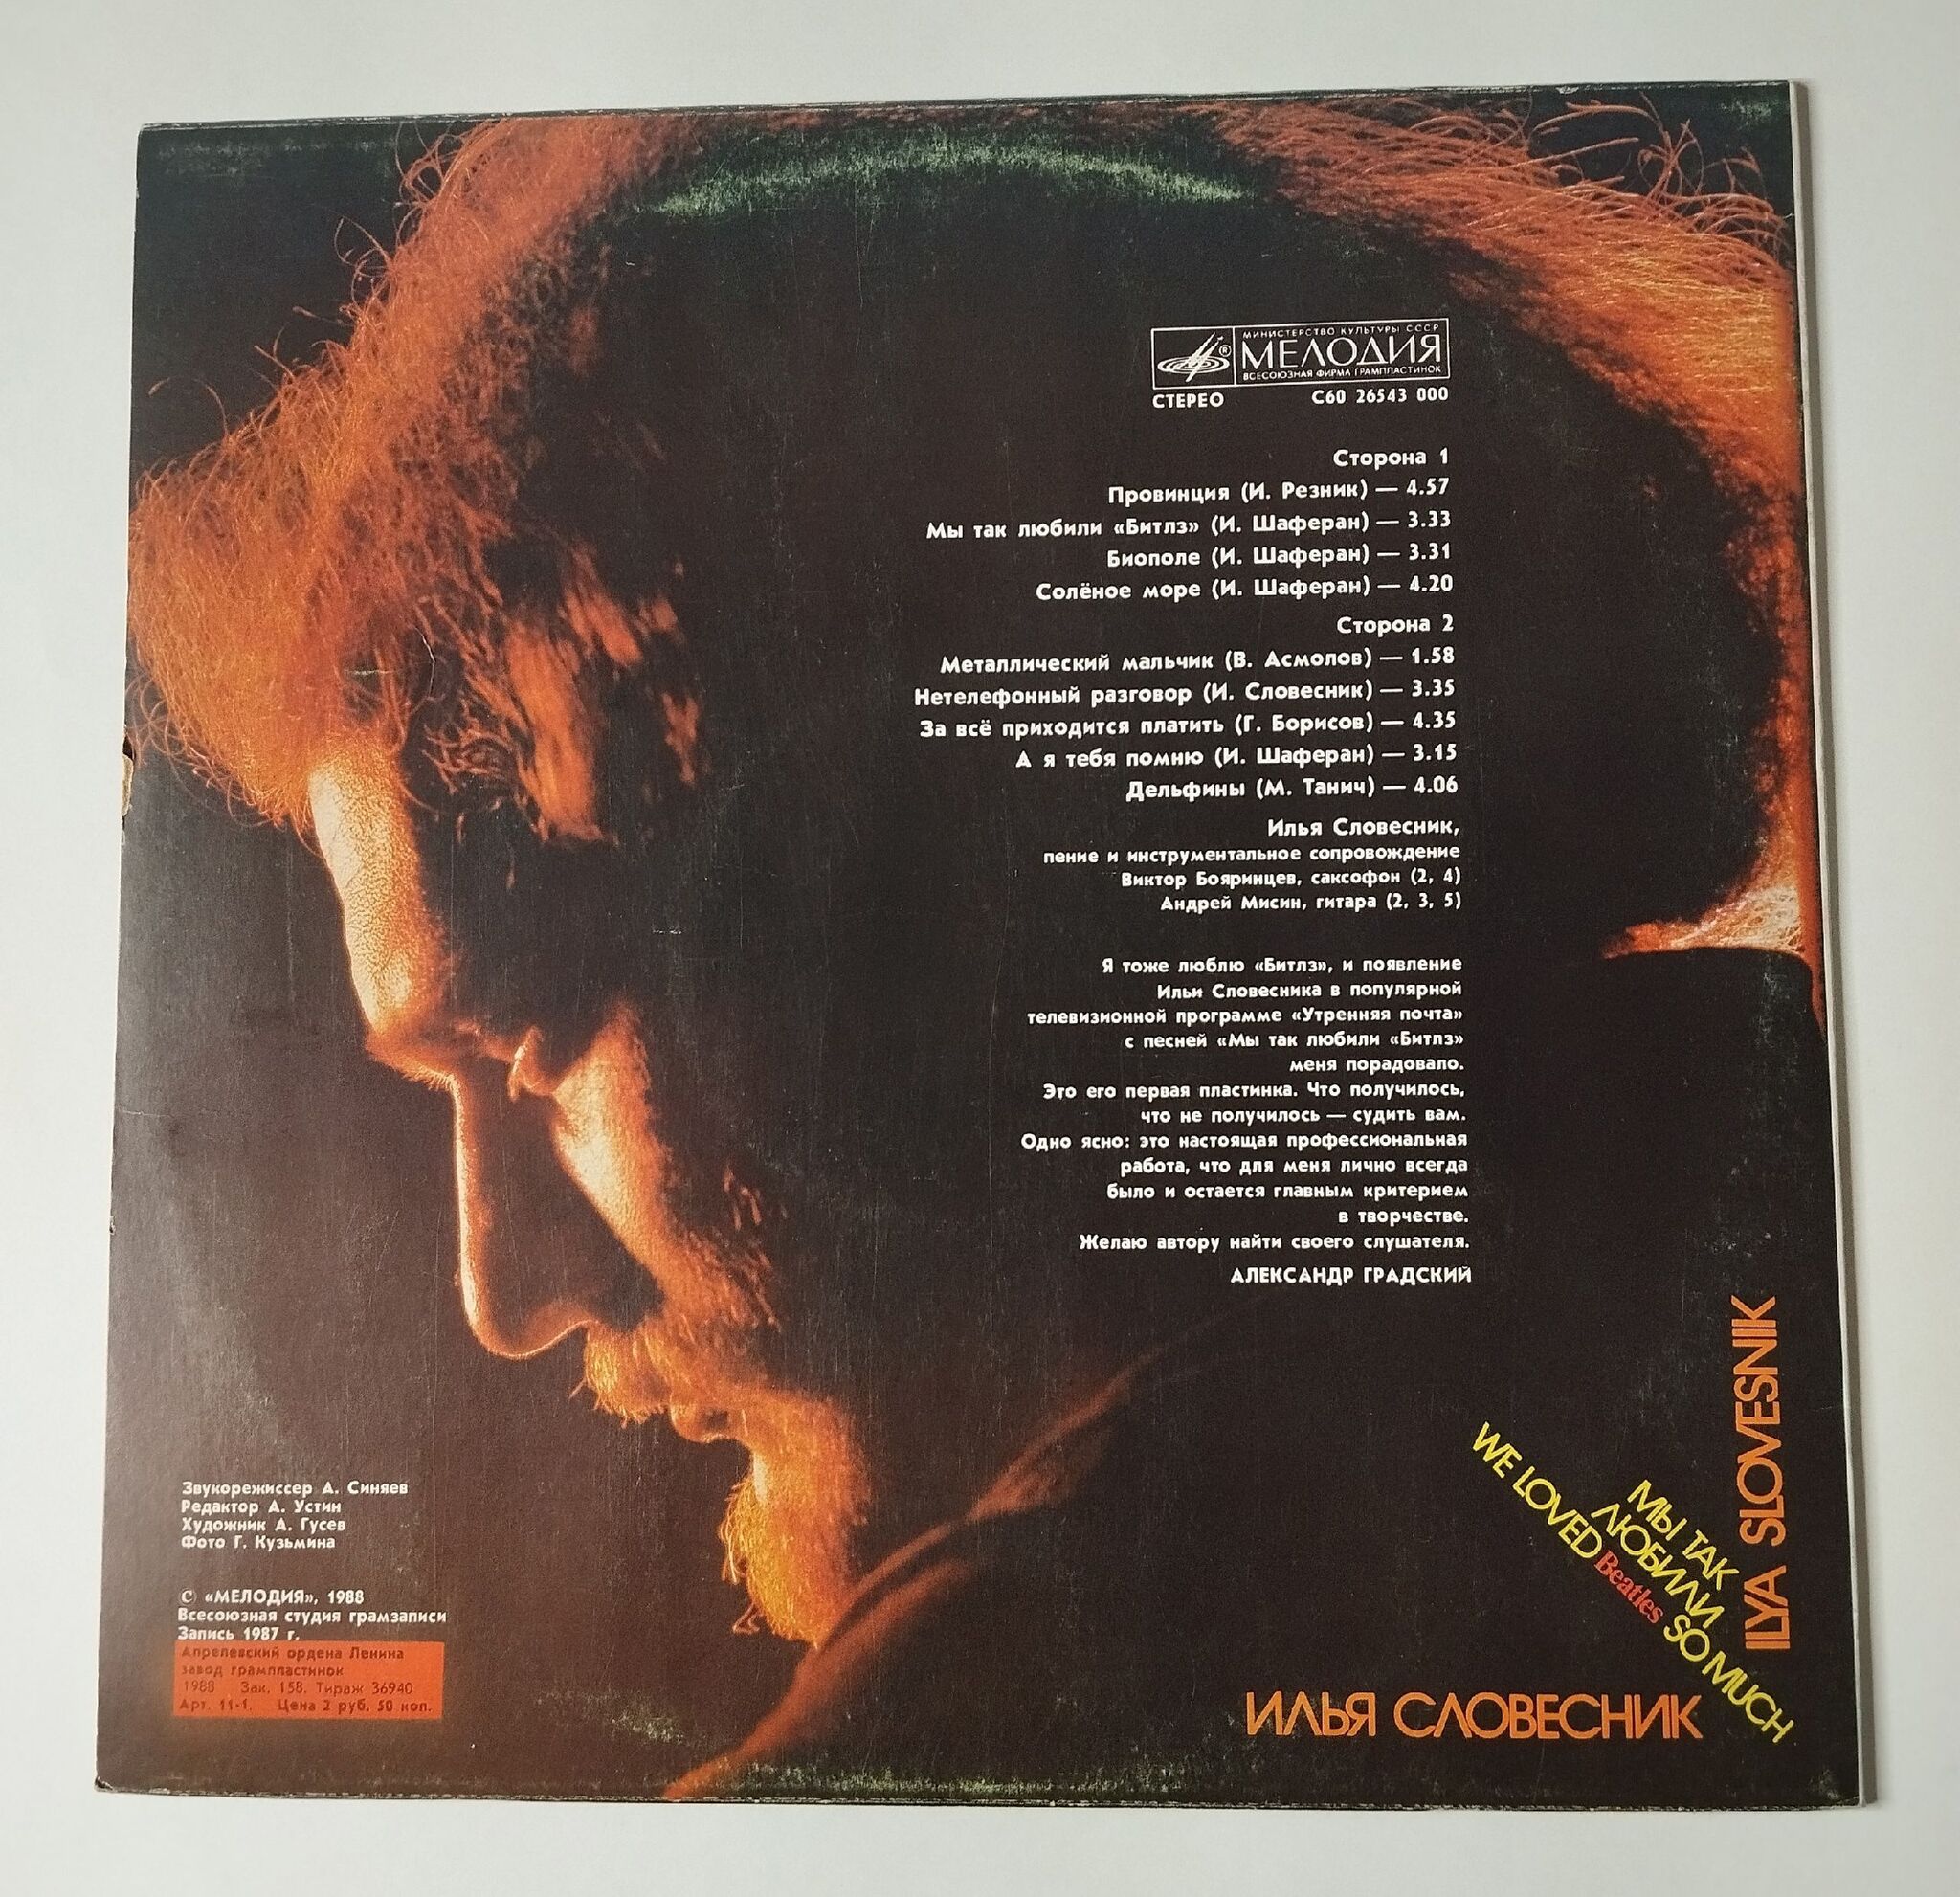 МИНИСТЕРСТВО КУЛЬТУРЫ СССР
МЕЛОДИЯ
ВСЕСОЮЗНАЯ ФИРМА ГРАМПЛАСТИНОК
®
СТЕРЕО С60 26543 000
Сторона 1
Провинция (И. Резник) — 4.57
Мы так любили «Битлз» (И. Шаферан) — 3.33
Биополе (И. Шаферан) — 3.31
Солёное море (И. Шаферан) — 4.20
Сторона 2
Металлический мальчик (В. Асмолов) — 1.58
Нетелефонный разговор (И. Словесник) — 3.35
За всё приходится платить (Г. Борисов) — 4.35
А я тебя помню (И. Шаферан) — 3.15
Дельфины (М. Танич) — 4.06
Илья Словесник,
пение и инструментальное сопровождение
Виктор Бояринцев, саксофон (2, 4)
Андрей Мисин, гитара (2, 3, 5)
Я тоже люблю «Битлз», и появление
Ильи Словесника в популярной
телевизионной программе «Утренняя почта»
с песней «Мы так любили «Битлз»
меня порадовало.
Это его первая пластинка. Что получилось,
что не получилось — судить вам.
Одно ясно: это настоящая профессиональная
работа, что для меня лично всегда
было и остается главным критерием
в творчестве.
Желаю автору найти своего слушателя.
АЛЕКСАНДР ГРАДСКИЙ
Звукорежиссер А. Синяев
Редактор А. Устин
Художник А. Гусев
Фото Г. Кузьмина
© «МЕЛОДИЯ», 1988
Всесоюзная студия грамзаписи
Запись 1987 г.
Апрелевский ордена Ленина
завод грампластинок
1988 Зак. 158. Тираж 36940
Арт. 11-1. Цена 2 руб. 50 коп.
ILYA SLOVESNIK
МЫ ТАК
ЛЮБИЛИ
WE LOVED Beatles SO MUCH
ИЛЬЯ СЛОВЕСНИК